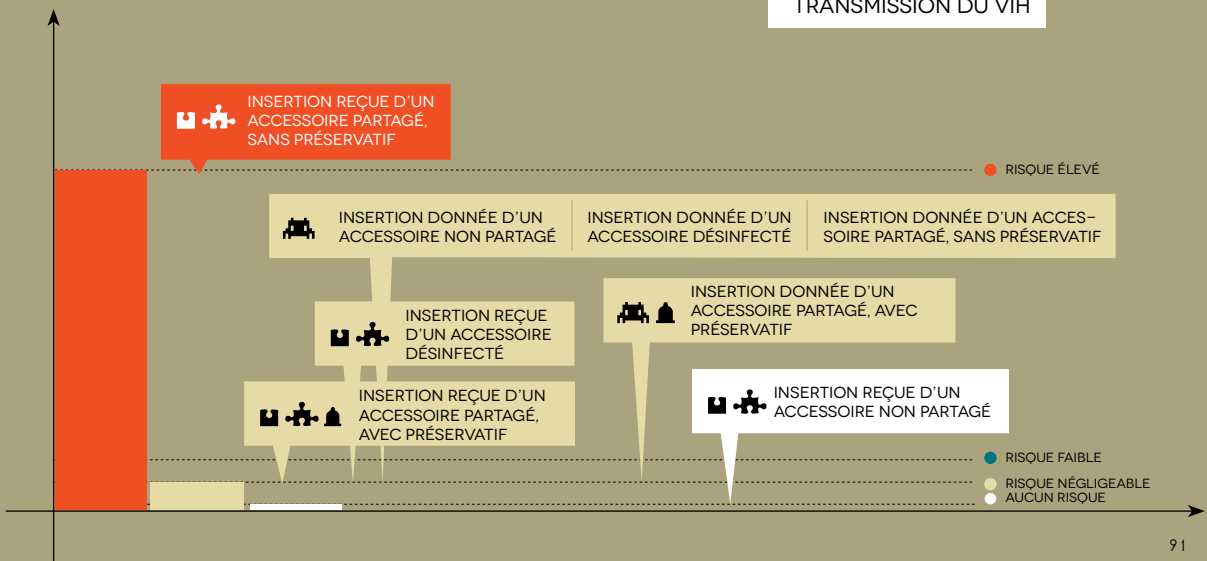 TRANSMISSION DU VIH
INSERTION REÇUE D'UN
ACCESSOIRE PARTAGÉ,
SANS PRÉSERVATIF
RISQUE ÉLEVÉ
INSERTION DONNÉE D'UN
ACCESSOIRE NON PARTAGÉ
INSERTION DONNÉE D'UN
ACCESSOIRE DÉSINFECTÉ
INSERTION DONNÉE D'UN ACCES-
SOIRE PARTAGÉ, SANS PRÉSERVATIF
INSERTION DONNÉE D'UN
ACCESSOIRE PARTAGÉ, AVEC
PRÉSERVATIF
INSERTION REÇUE
D'UN ACCESSOIRE
DÉSINFECTÉ
INSERTION REÇUE D'UN
ACCESSOIRE PARTAGÉ,
AVEC PRÉSERVATIF
INSERTION REÇUE D'UN
ACCESSOIRE NON PARTAGÉ
RISQUE FAIBLE
RISQUE NÉGLIGEABLE
AUCUN RISQUE
91